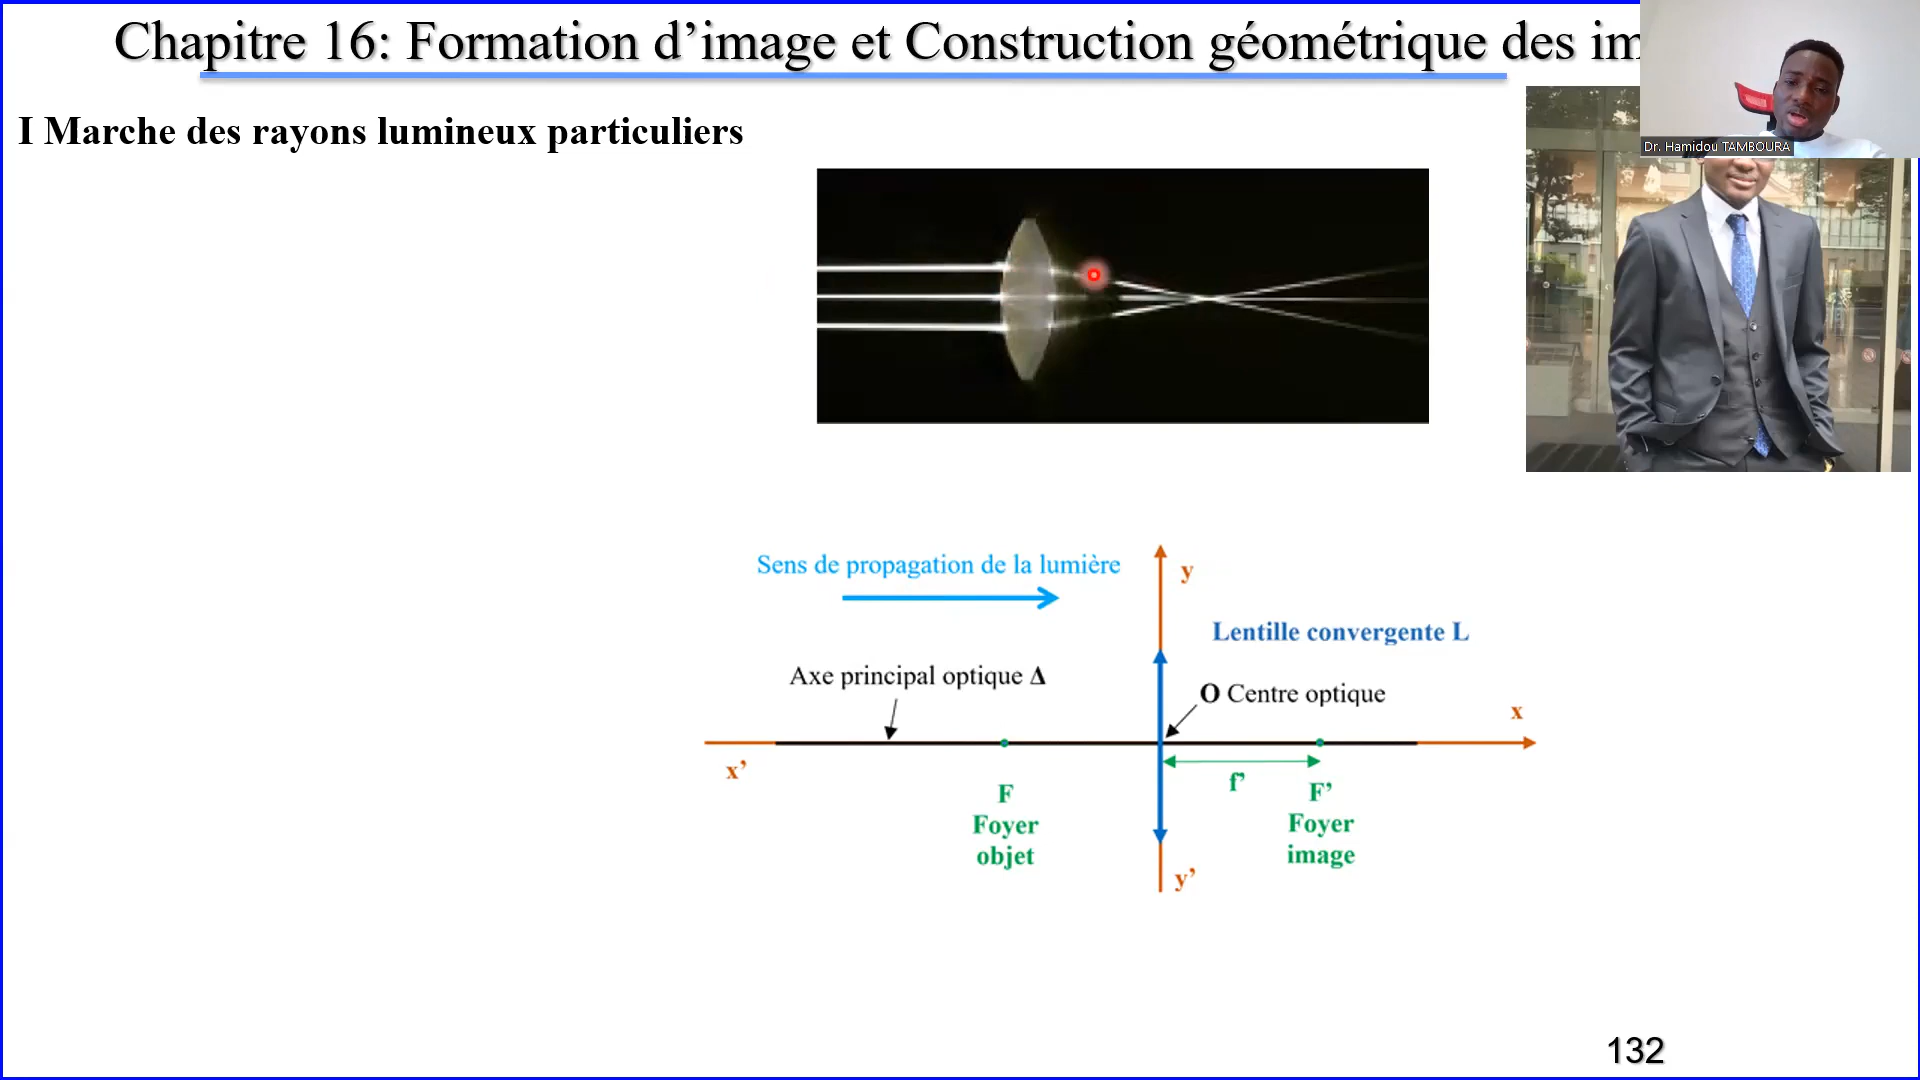 Chapitre 16: Formation d’image et Construction géométrique des im
Dr. Hamidou TAMBOURA
I Marche des rayons lumineux particuliers
Sens de propagation de la lumière
y
Lentille convergente L
Axe principal optique Δ
O Centre optique
x
x’
f’
F
Foyer
objet
F’
Foyer
image
y’
132